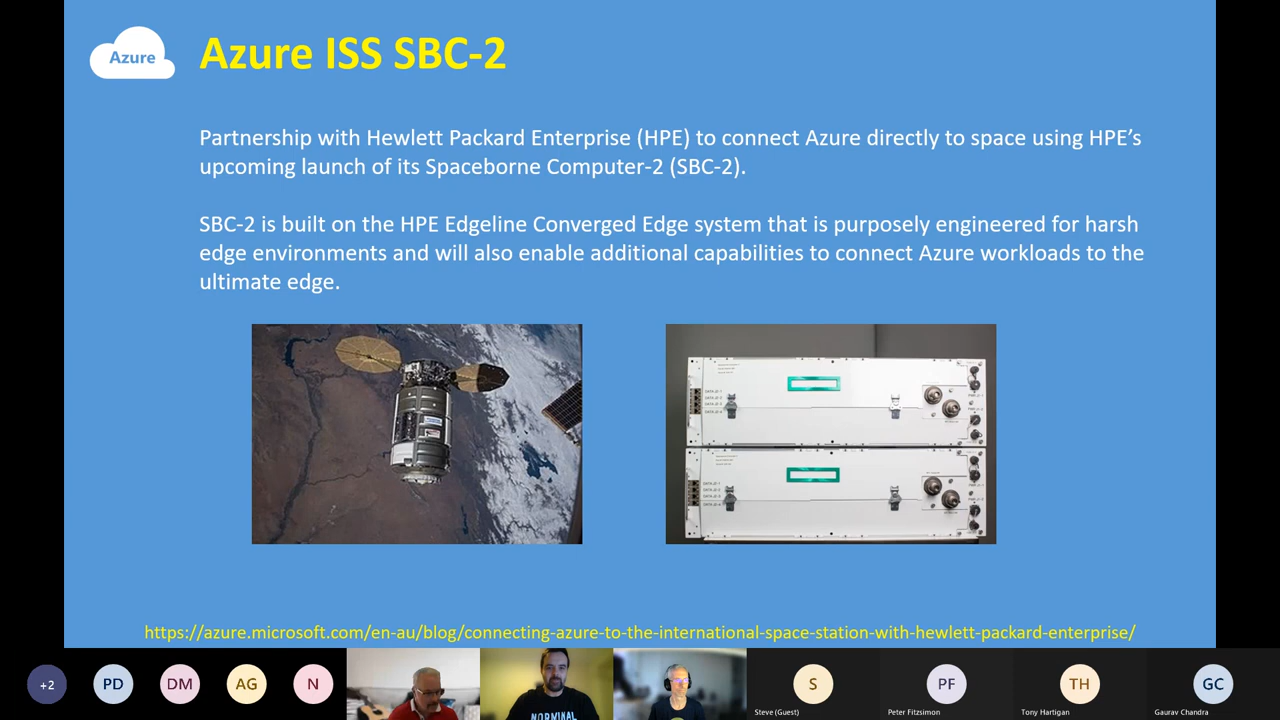 Azure
Azure ISS SBC-2
Partnership with Hewlett Packard Enterprise (HPE) to connect Azure directly to space using HPE’s
upcoming launch of its Spaceborne Computer-2 (SBC-2).
SBC-2 is built on the HPE Edgeline Converged Edge system that is purposely engineered for harsh
edge environments and will also enable additional capabilities to connect Azure workloads to the
ultimate edge.
https://azure.microsoft.com/en-au/blog/connecting-azure-to-the-international-space-station-with-hewlett-packard-enterprise/
+2
PD
DM
AG
N
NORMINAL
S
Steve (Guest)
PF
Peter Fitzsimon
TH
Tony Hartigan
GC
Gaurav Chandra